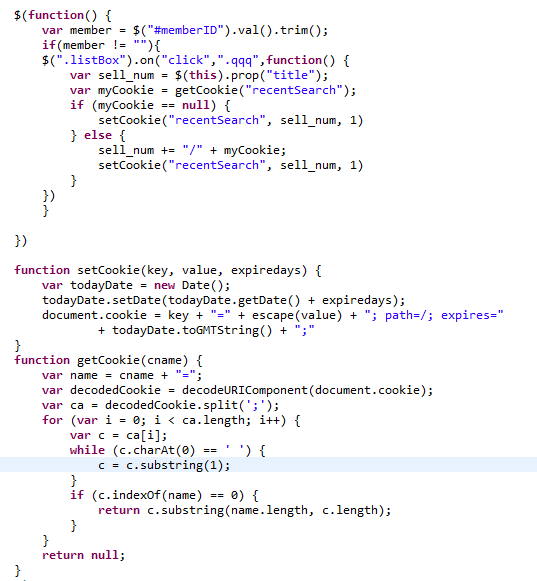 $(function() {
    var member = $("#memberID").val().trim();
    if(member != ""){
    $(".listBox").on("click",".qqq",function() {
        var sell_num = $(this).prop("title");
        var myCookie = getCookie("recentSearch");
        if (myCookie == null) {
            setCookie("recentSearch", sell_num, 1)
        } else {
            sell_num += "/" + myCookie;
            setCookie("recentSearch", sell_num, 1)
        }
    })
    }

})

function setCookie(key, value, expiredays) {
    var todayDate = new Date();
    todayDate.setDate(todayDate.getDate() + expiredays);
    document.cookie = key + "=" + escape(value) + "; path=/; expires="
            + todayDate.toGMTString() + ";"
}
function getCookie(cname) {
    var name = cname + "=";
    var decodedCookie = decodeURIComponent(document.cookie);
    var ca = decodedCookie.split(';');
    for (var i = 0; i < ca.length; i++) {
        var c = ca[i];
        while (c.charAt(0) == ' ') {
            c = c.substring(1);
        }
        if (c.indexOf(name) == 0) {
            return c.substring(name.length, c.length);
        }
    }
    return null;
}